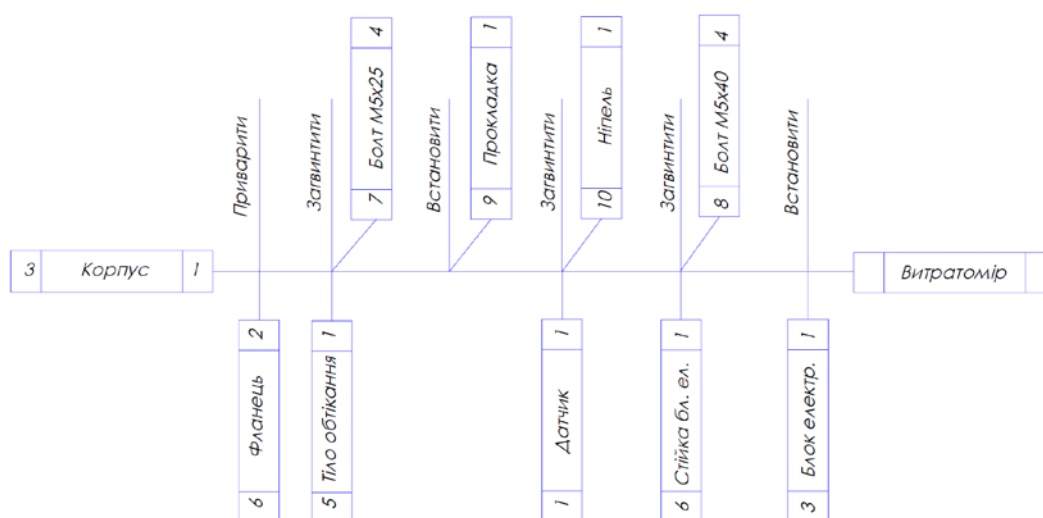 7 Болт М5х25 4
9 Прокладка 1
10 Ніпель 1
8 Болт М5х40 4
Приварити
Загвинтити
Встановити
Загвинтити
Загвинтити
Встановити
3 Корпус 1
Витратомір
6 Фланець 2
5 Тіло обтікання 1
1 Датчик 1
6 Стійка бл. ел. 1
3 Блок електр. 1